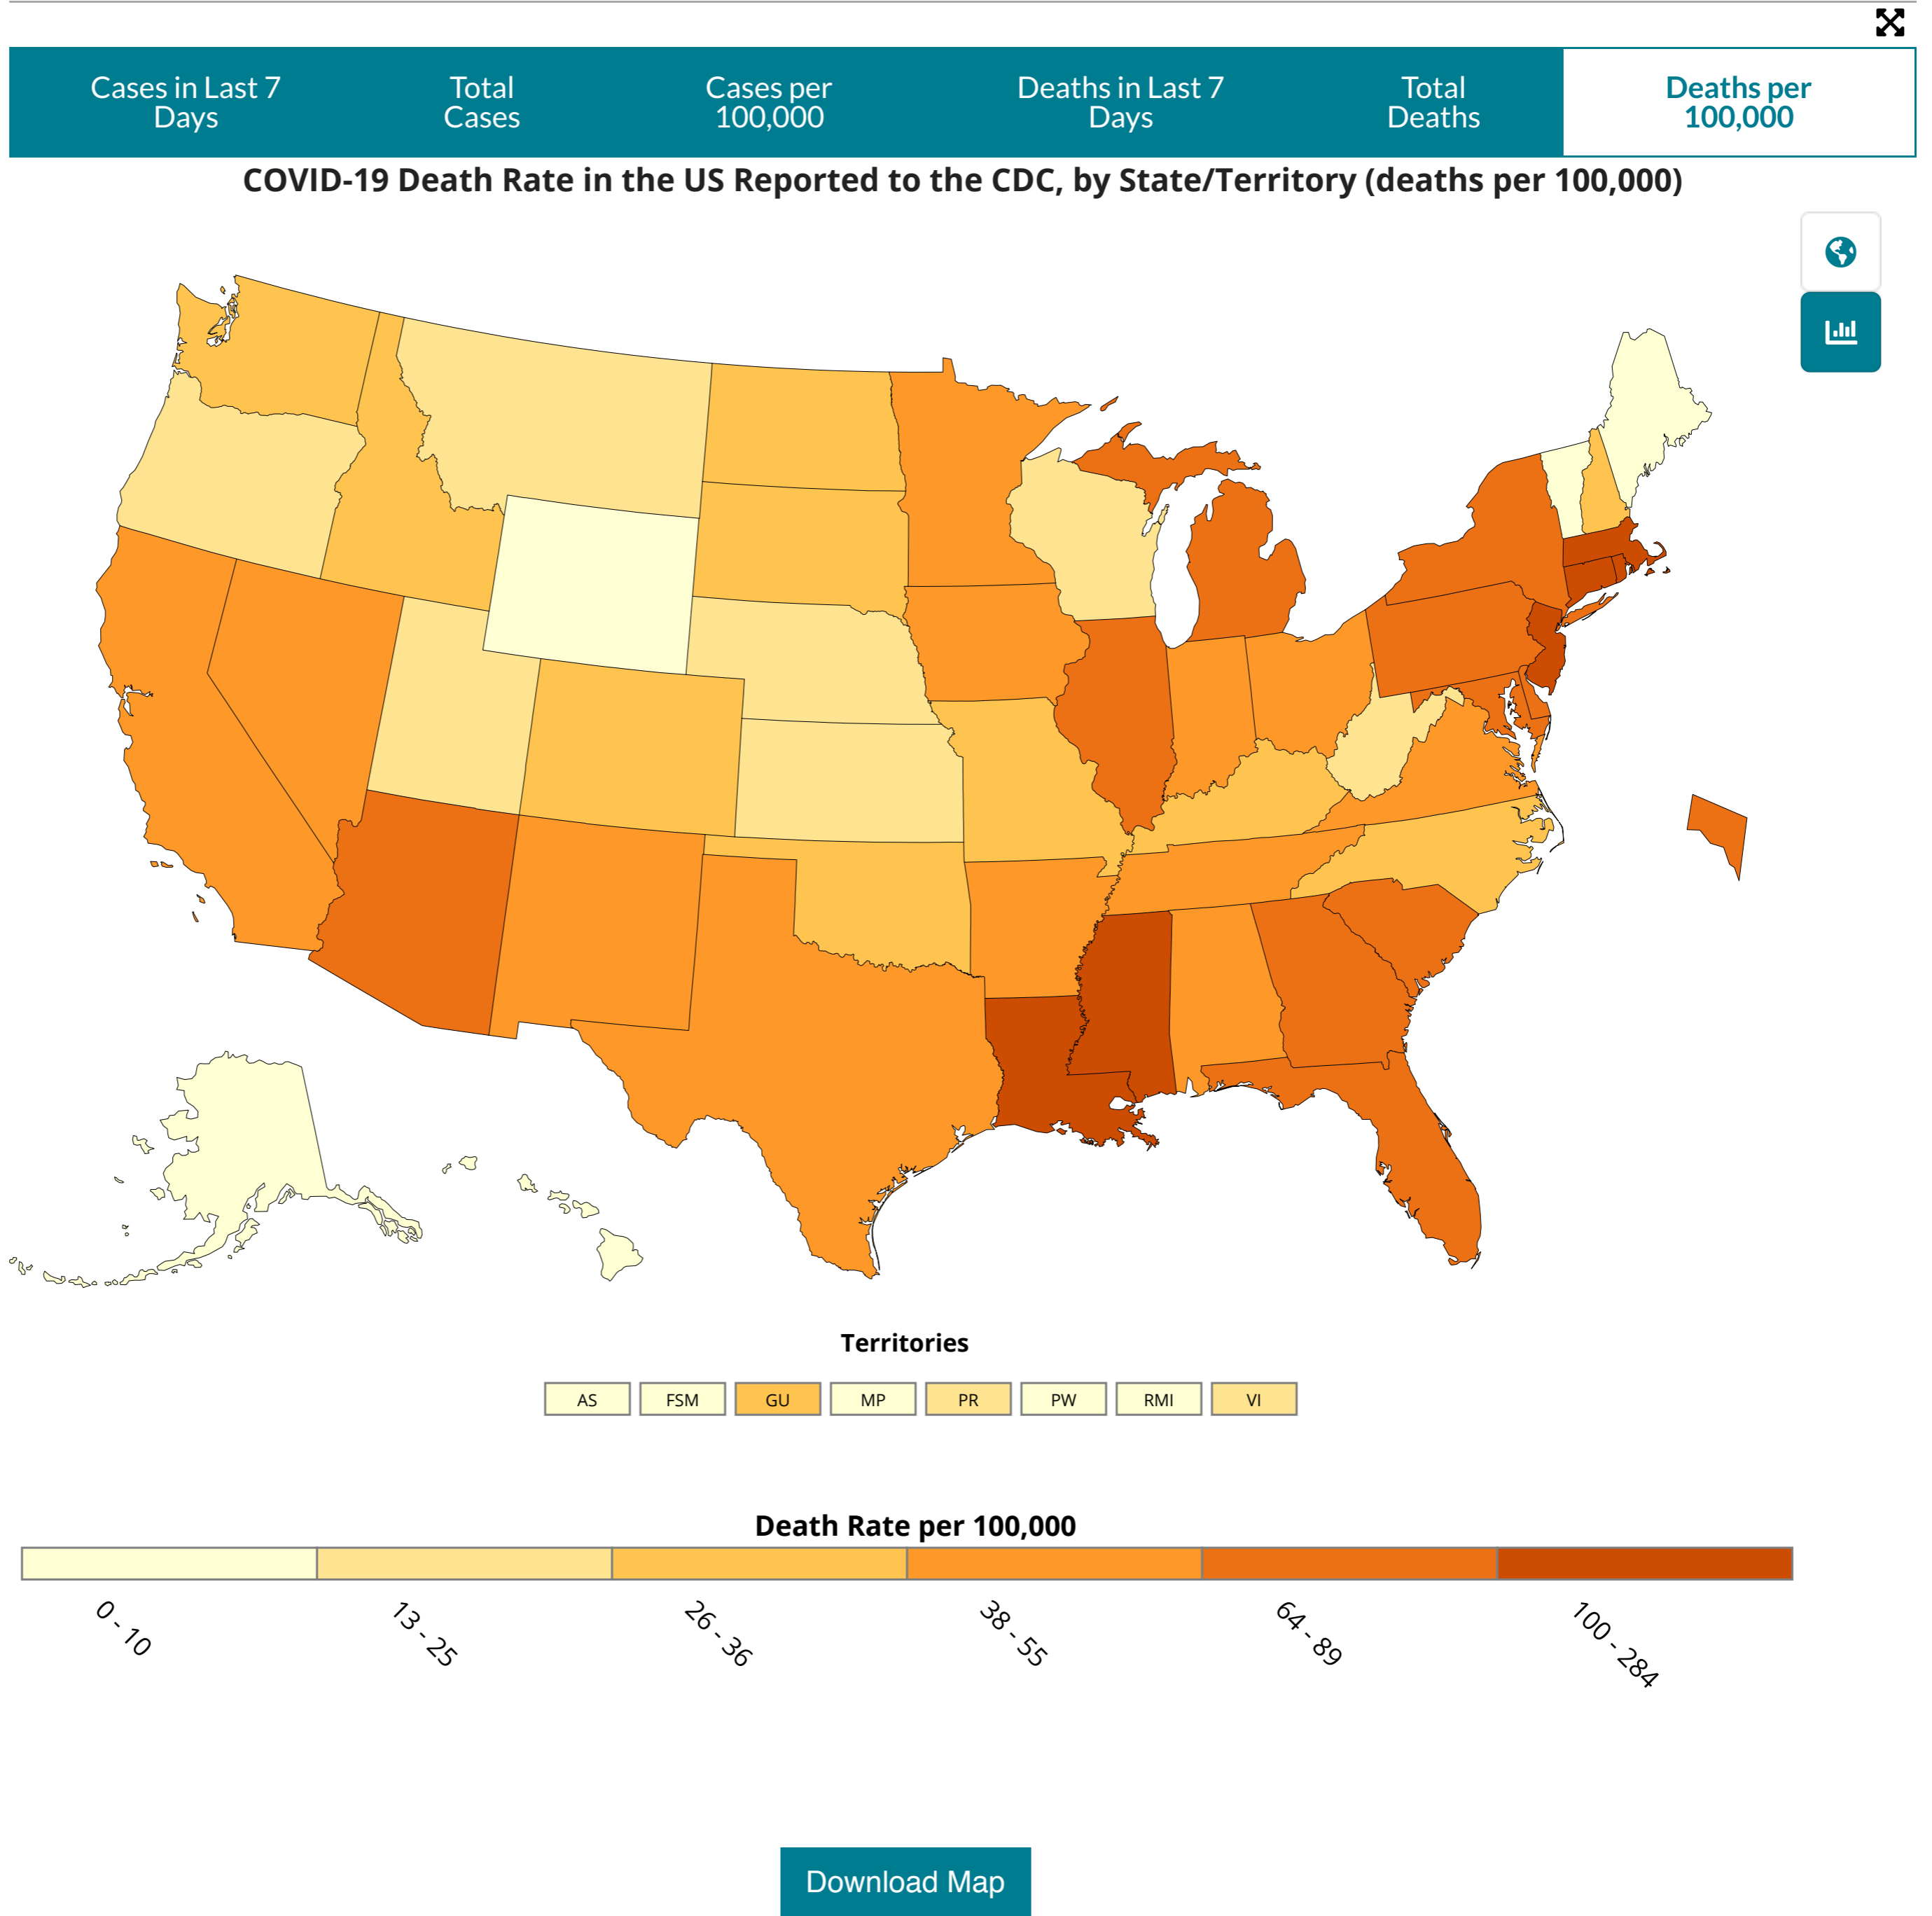 Cases in Last 7
Days
Total
Cases
Cases per
100,000
Deaths in Last 7
Days
Total
Deaths
Deaths per
100,000
COVID-19 Death Rate in the US Reported to the CDC, by State/Territory (deaths per 100,000)
Territories
AS FSM GU MP PR PW RMI VI
Death Rate per 100,000
0 - 10
13 - 25
26 - 36
38 - 55
64 - 89
100 - 284
Download Map